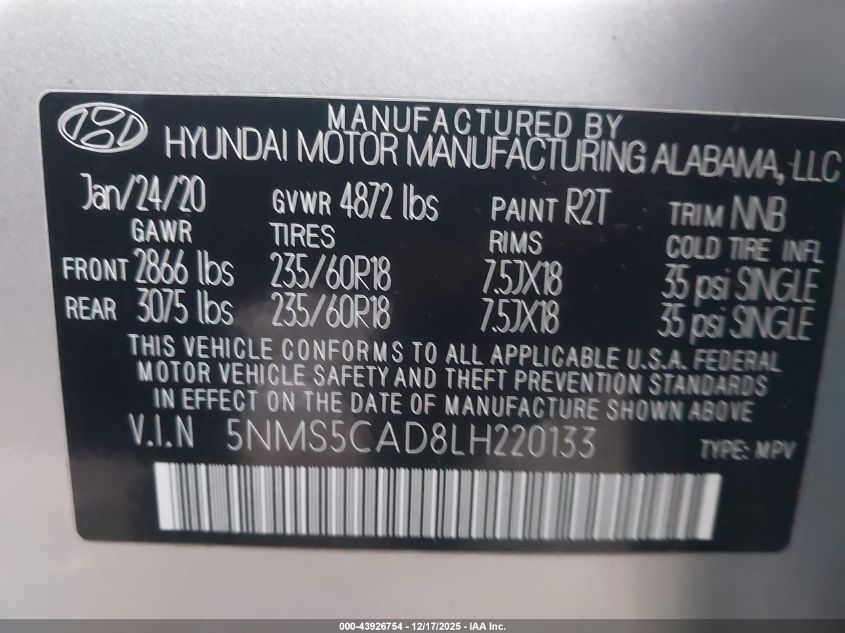 MANUFACTURED BY
HYUNDAI MOTOR MANUFACTURING ALABAMA, LLC
Jan/24/20 GVWR 4872 lbs PAINT R2T TRIM NNB
GAWR TIRES RIMS COLD TIRE INFL
FRONT 2866 lbs 235/60R18 7.5JX18 35 psi SINGLE
REAR 3075 lbs 235/60R18 7.5JX18 35 psi SINGLE
THIS VEHICLE CONFORMS TO ALL APPLICABLE U.S.A. FEDERAL
MOTOR VEHICLE SAFETY AND THEFT PREVENTION STANDARDS
IN EFFECT ON THE DATE OF MANUFACTURE SHOWN ABOVE.
V.I.N 5NMS5CAD8LH220133 TYPE: MPV
000-43926754 - 12/17/2025 - IAA Inc.